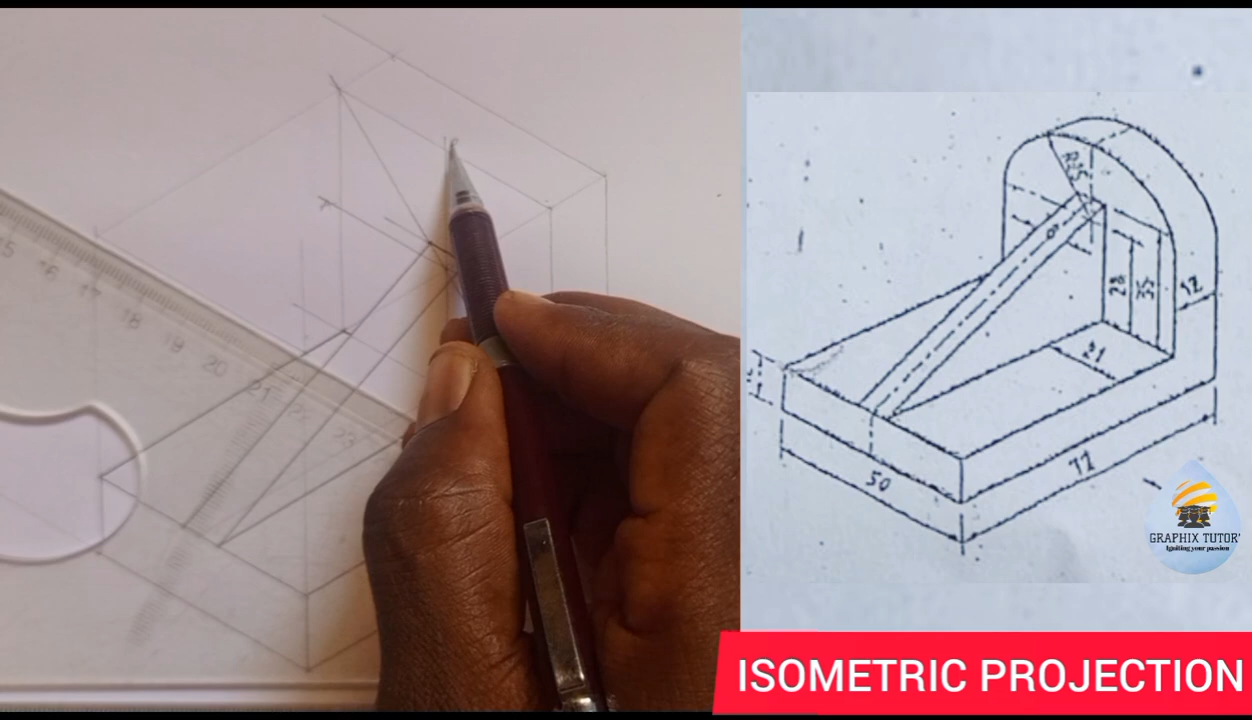 15 16 17 18 19 20 21 22 23
R25
8
28
35
12
21
50
72
GRAPHIX TUTOR'
Igniting your passion
ISOMETRIC PROJECTION